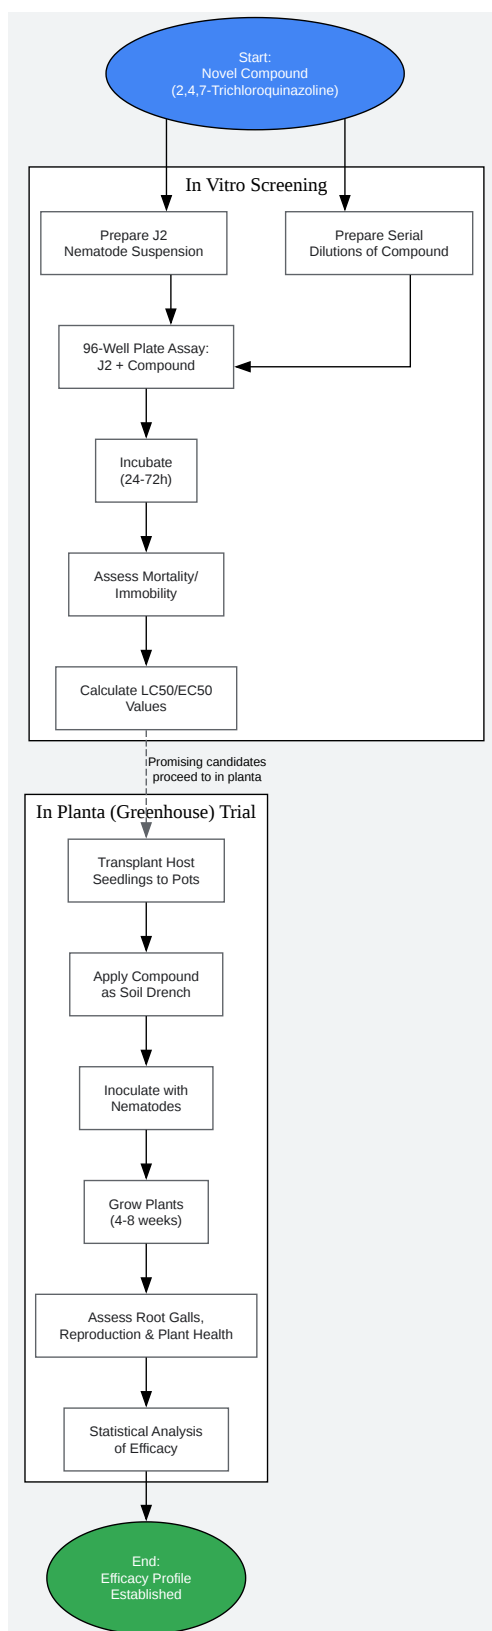 Start:
Novel Compound
(2,4,7-Trichloroquinazoline)
In Vitro Screening
Prepare J2
Nematode Suspension
Prepare Serial
Dilutions of Compound
96-Well Plate Assay:
J2 + Compound
Incubate
(24-72h)
Assess Mortality/
Immobility
Calculate LC50/EC50
Values
Promising candidates
proceed to in planta
In Planta (Greenhouse) Trial
Transplant Host
Seedlings to Pots
Apply Compound
as Soil Drench
Inoculate with
Nematodes
Grow Plants
(4-8 weeks)
Assess Root Galls,
Reproduction & Plant Health
Statistical Analysis
of Efficacy
End:
Efficacy Profile
Established